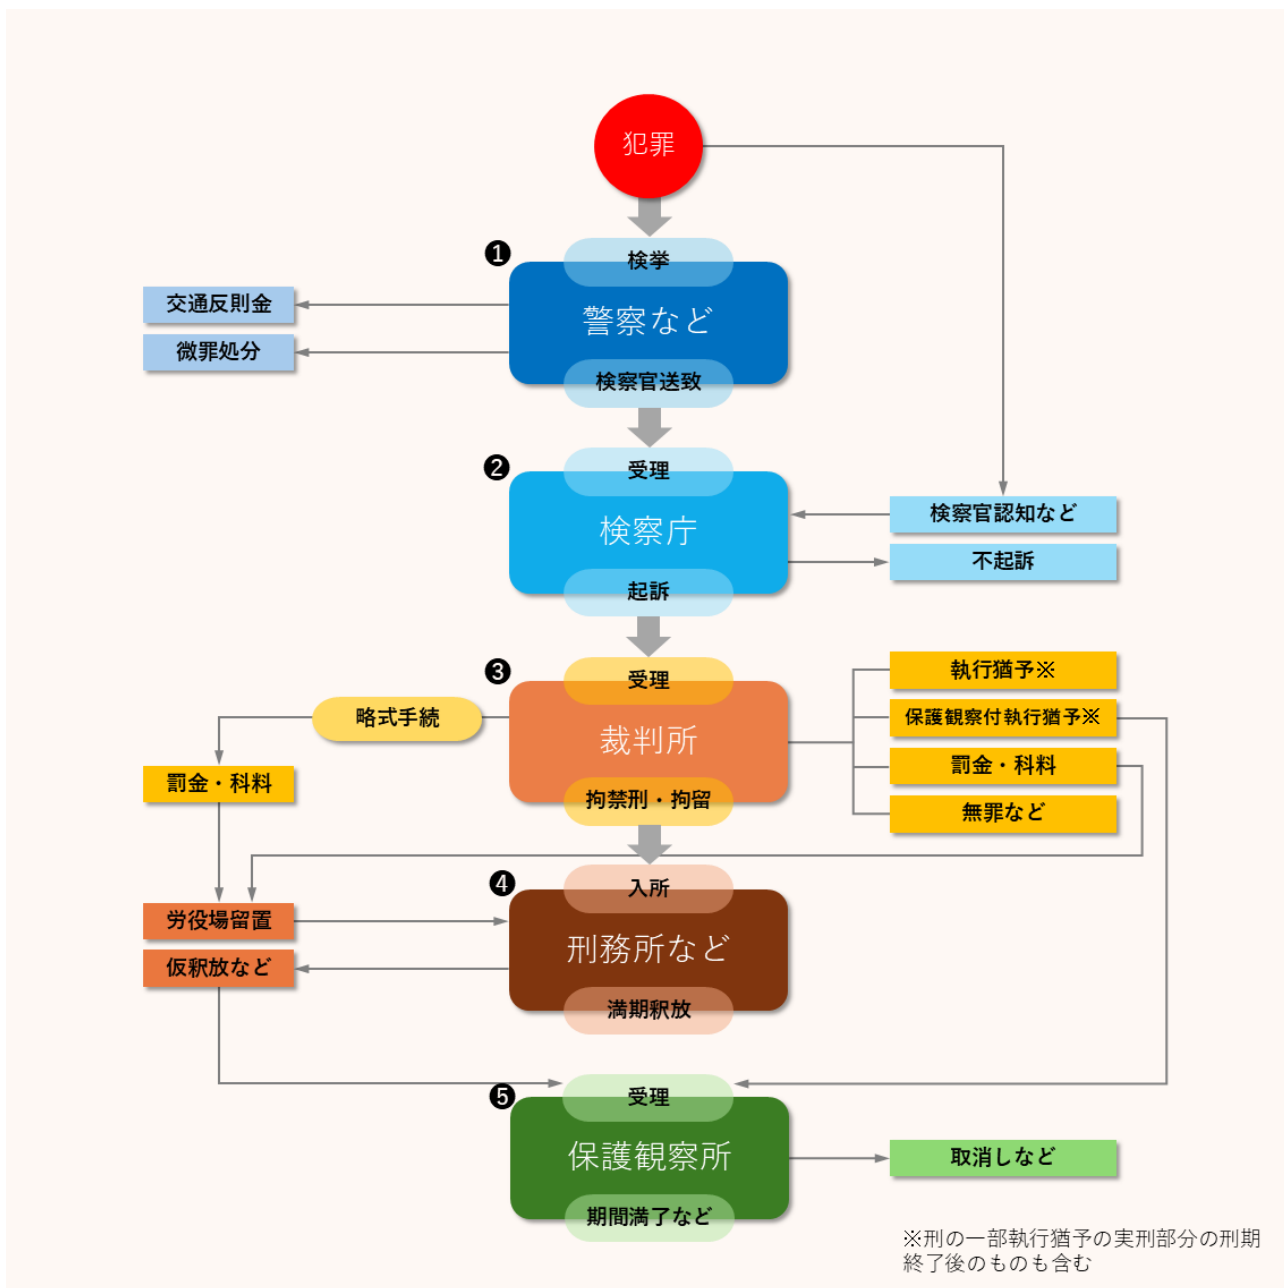 犯罪
❶
検挙
警察など
検察官送致
交通反則金
微罪処分
❷
受理
検察庁
起訴
検察官認知など
不起訴
❸
受理
裁判所
拘禁刑・拘留
略式手続
罰金・科料
執行猶予※
保護観察付執行猶予※
罰金・科料
無罪など
❹
入所
刑務所など
満期釈放
労役場留置
仮釈放など
❺
受理
保護観察所
期間満了など
取消しなど
※刑の一部執行猶予の実刑部分の刑期
終了後のものも含む